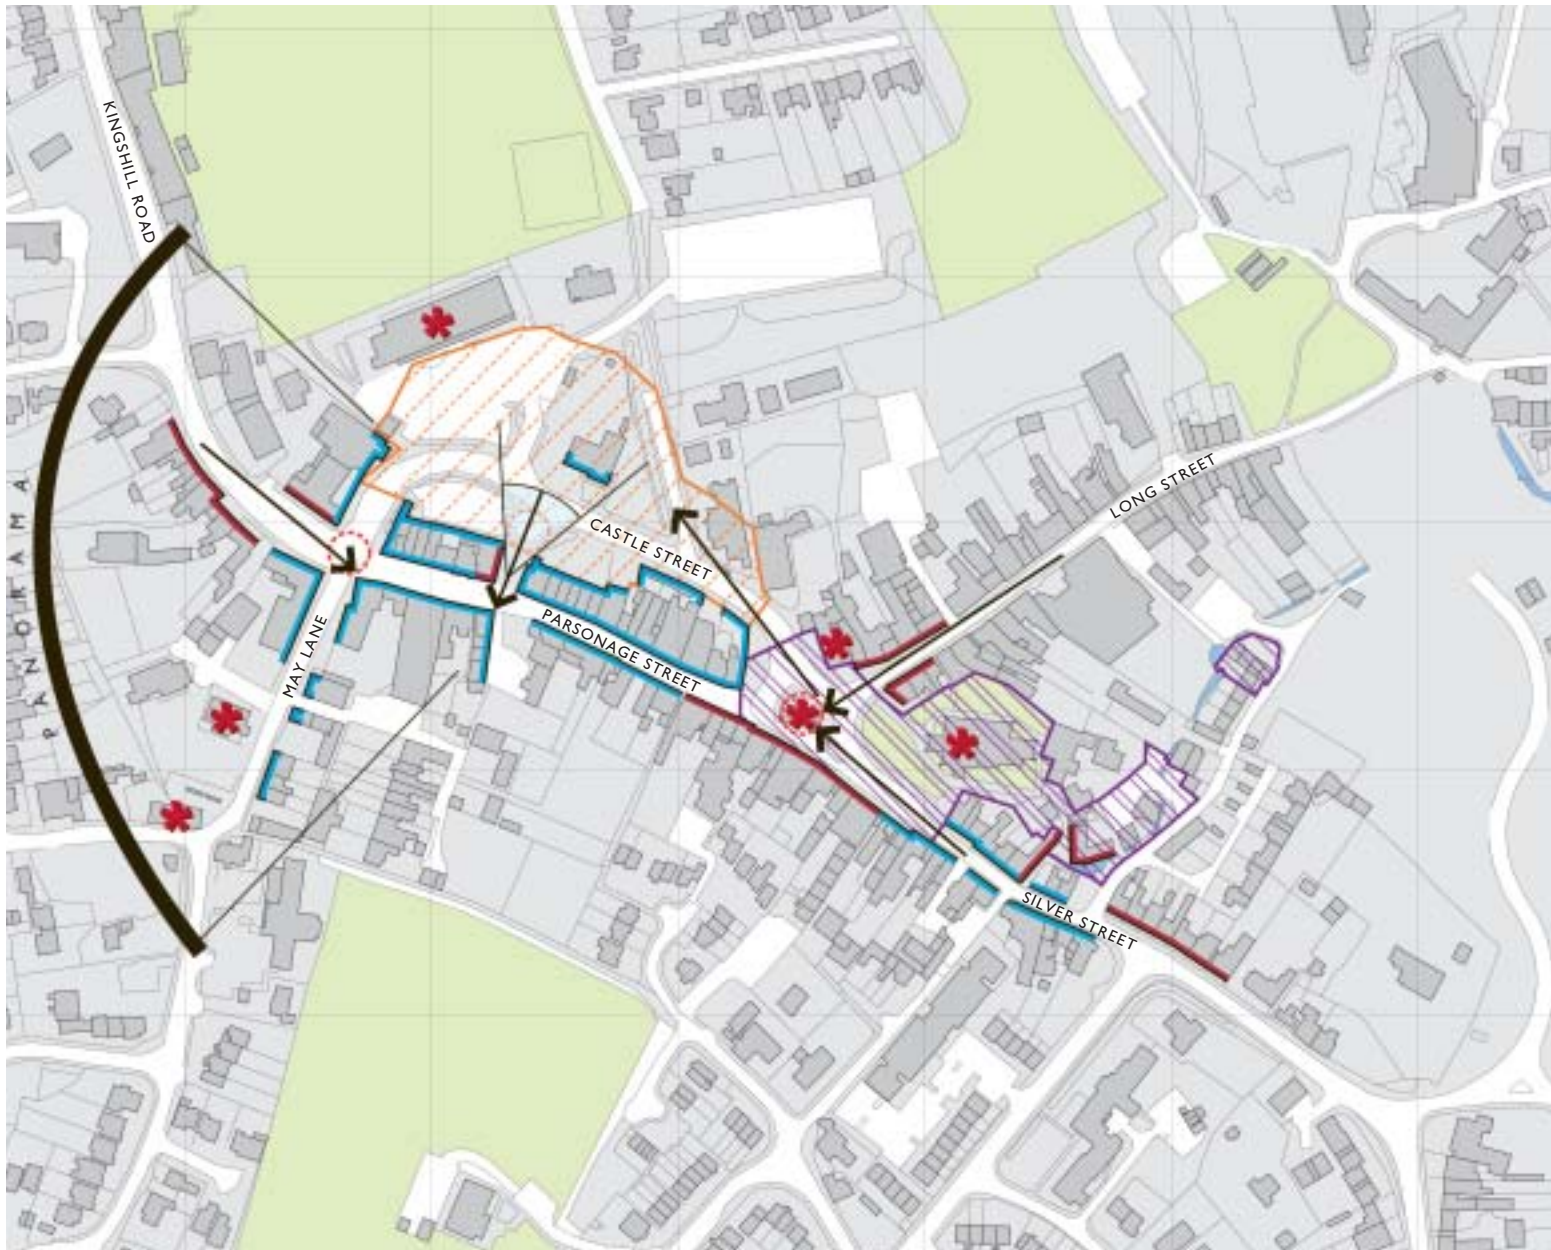 KINGSHILL ROAD
PANORAMA
CASTLE STREET
LONG STREET
PARSONAGE STREET
MAY LANE
SILVER STREET